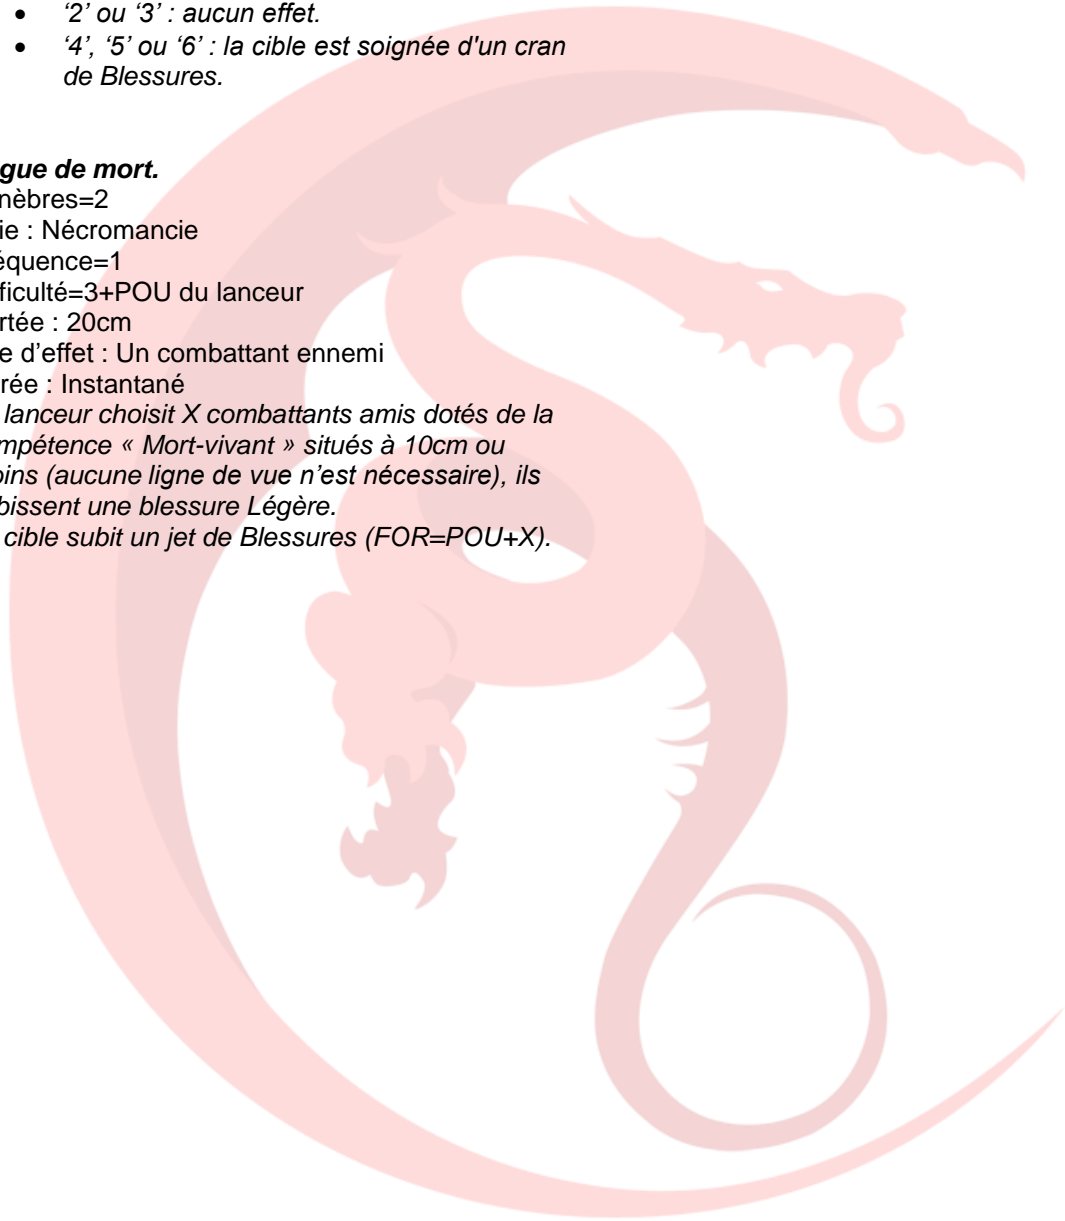 • ‘2’ ou ‘3’ : aucun effet.
• ‘4’, ‘5’ ou ‘6’ : la cible est soignée d'un cran
de Blessures.
gue de mort.
nèbres=2
ie : Nécromancie
équence=1
ficulté=3+POU du lanceur
rtée : 20cm
e d’effet : Un combattant ennemi
rée : Instantané
lanceur choisit X combattants amis dotés de la
mpétence « Mort-vivant » situés à 10cm ou
oins (aucune ligne de vue n’est nécessaire), ils
bissent une blessure Légère.
cible subit un jet de Blessures (FOR=POU+X).